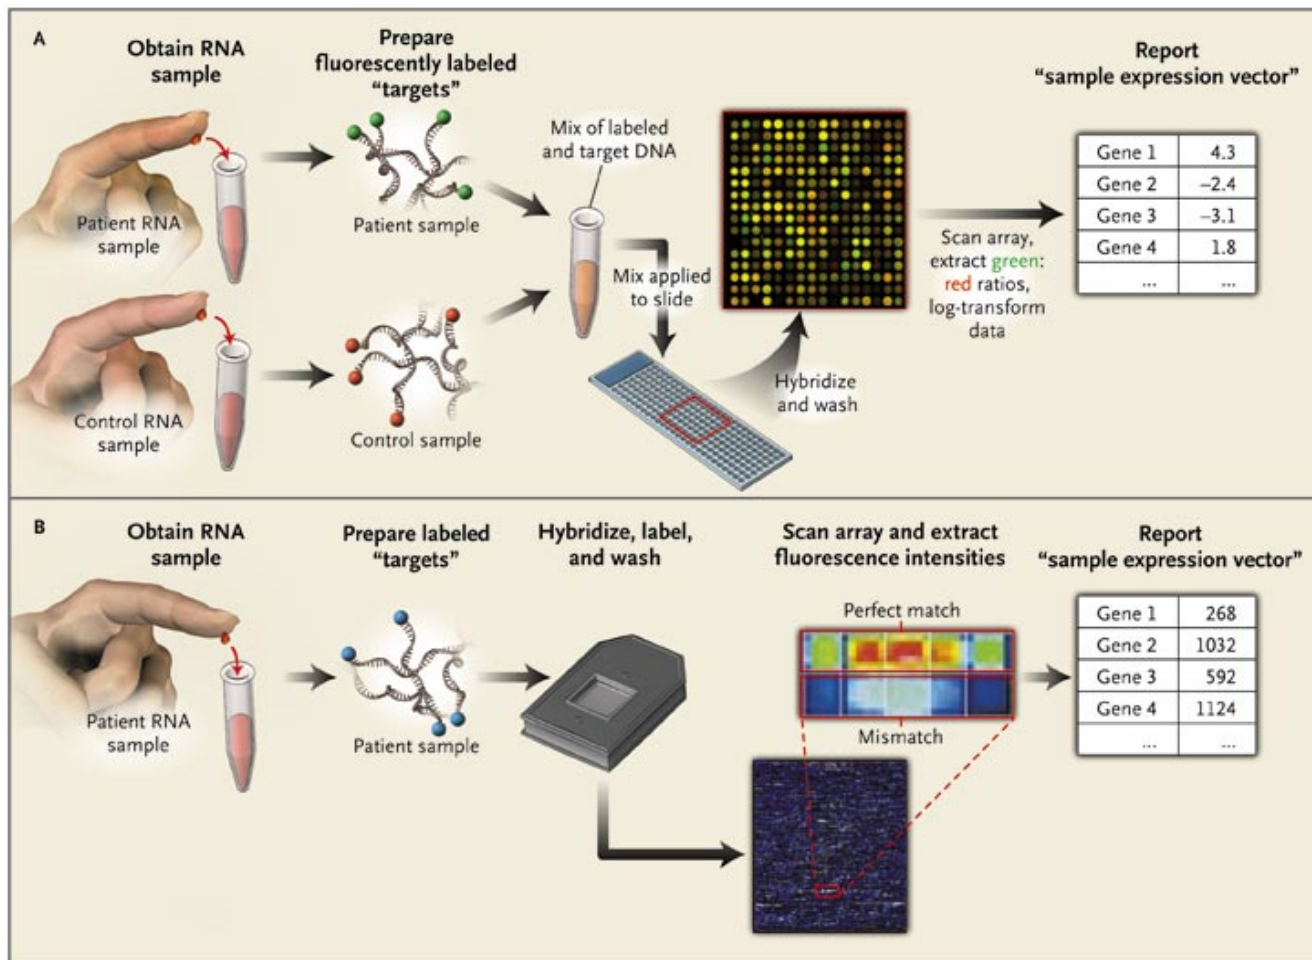 A
Obtain RNA
sample
Prepare
fluorescently labeled
“targets”
Report
“sample expression vector”
Patient RNA
sample
Patient sample
Mix of labeled
and target DNA
Mix applied
to slide
Hybridize
and wash
Scan array,
extract green:
red ratios,
log-transform
data
Gene 1 4.3
Gene 2 –2.4
Gene 3 –3.1
Gene 4 1.8
... ...
Control RNA
sample
Control sample
B
Obtain RNA
sample
Prepare labeled
“targets”
Hybridize, label,
and wash
Scan array and extract
fluorescence intensities
Report
“sample expression vector”
Patient RNA
sample
Patient sample
Perfect match
Mismatch
Gene 1 268
Gene 2 1032
Gene 3 592
Gene 4 1124
... ...